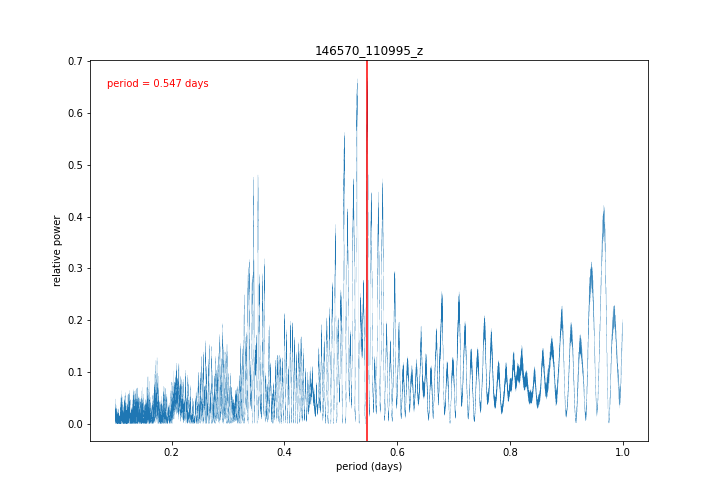 146570_110995_z
period = 0.547 days
relative power
0.7
0.6
0.5
0.4
0.3
0.2
0.1
0.0
0.2 0.4 0.6 0.8 1.0
period (days)